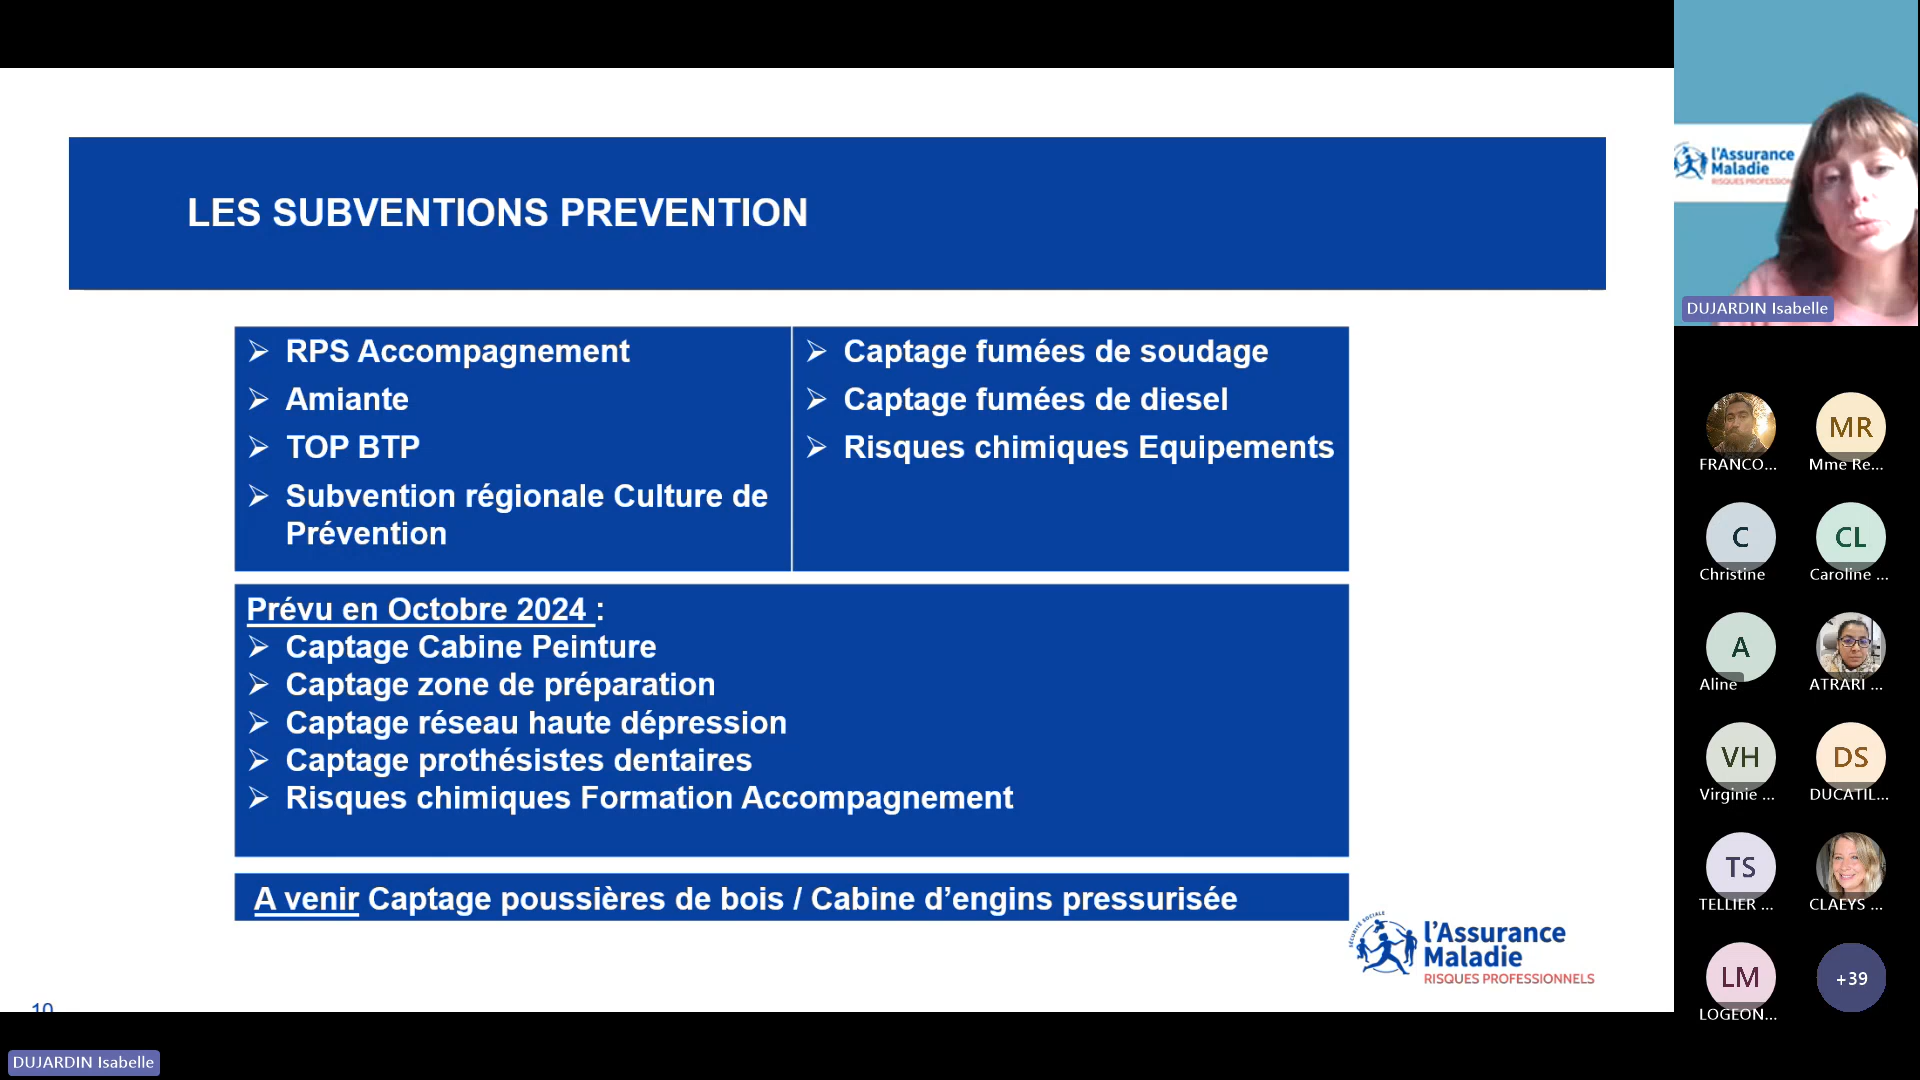 LES SUBVENTIONS PREVENTION
RPS Accompagnement
Amiante
TOP BTP
Subvention régionale Culture de
Prévention
Captage fumées de soudage
Captage fumées de diesel
Risques chimiques Equipements
Prévu en Octobre 2024 :
Captage Cabine Peinture
Captage zone de préparation
Captage réseau haute dépression
Captage prothésistes dentaires
Risques chimiques Formation Accompagnement
A venir Captage poussières de bois / Cabine d’engins pressurisée
SÉCURITÉ SOCIALE
l’Assurance
Maladie
RISQUES PROFESSIONNELS
10
DUJARDIN Isabelle
l’Assurance
Maladie
RISQUES PROFESSION
DUJARDIN Isabelle
FRANCO...
MR
Mme Re...
C
Christine
CL
Caroline ...
A
Aline
ATRARI ...
VH
Virginie ...
DS
DUCATIL...
TS
TELLIER ...
CLAEYS ...
LM
LOGEON...
+39